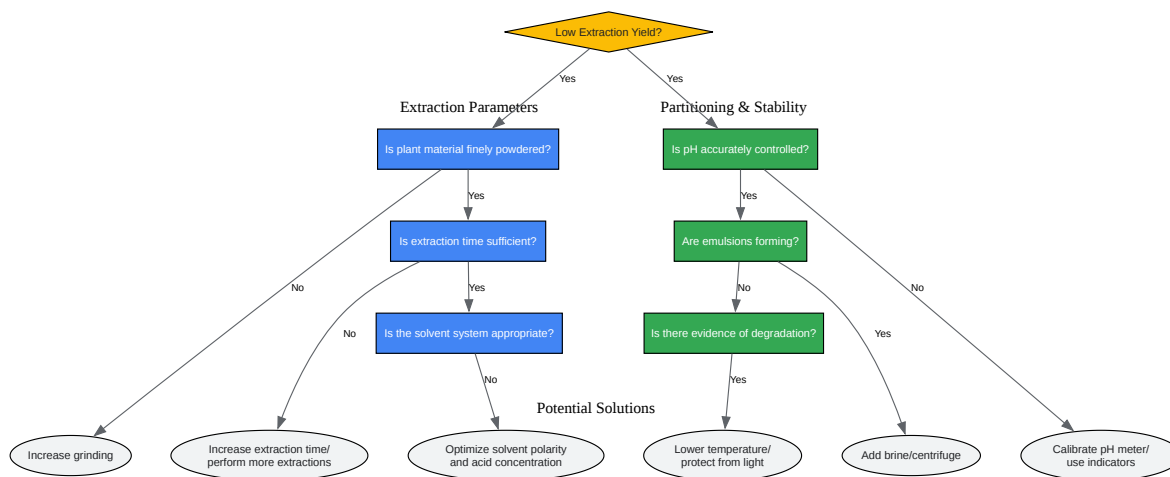 Low Extraction Yield?
Yes
Yes
Extraction Parameters
Partitioning & Stability
Is plant material finely powdered?
Is pH accurately controlled?
Yes
Yes
Is extraction time sufficient?
Are emulsions forming?
No
Yes
No
No
Is the solvent system appropriate?
Is there evidence of degradation?
No
Yes
No
Yes
Potential Solutions
Increase grinding
Increase extraction time/
perform more extractions
Optimize solvent polarity
and acid concentration
Lower temperature/
protect from light
Add brine/centrifuge
Calibrate pH meter/
use indicators